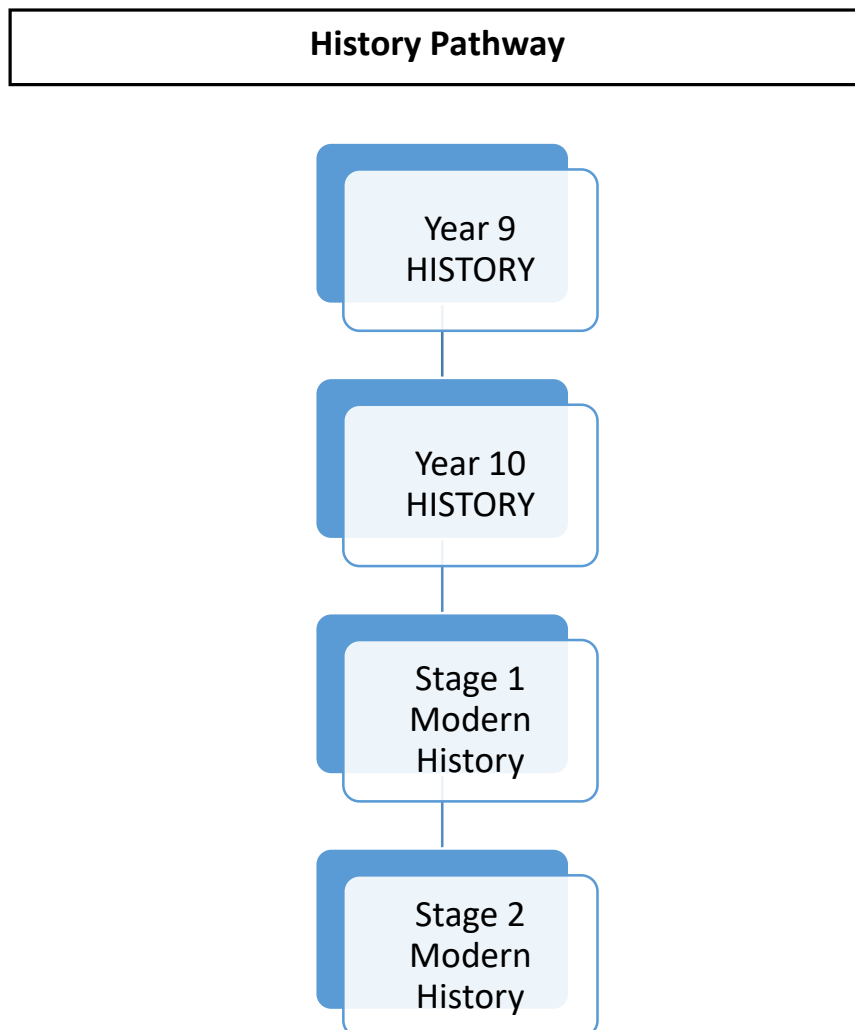 History Pathway
Year 9
HISTORY
Year 10
HISTORY
Stage 1
Modern
History
Stage 2
Modern
History